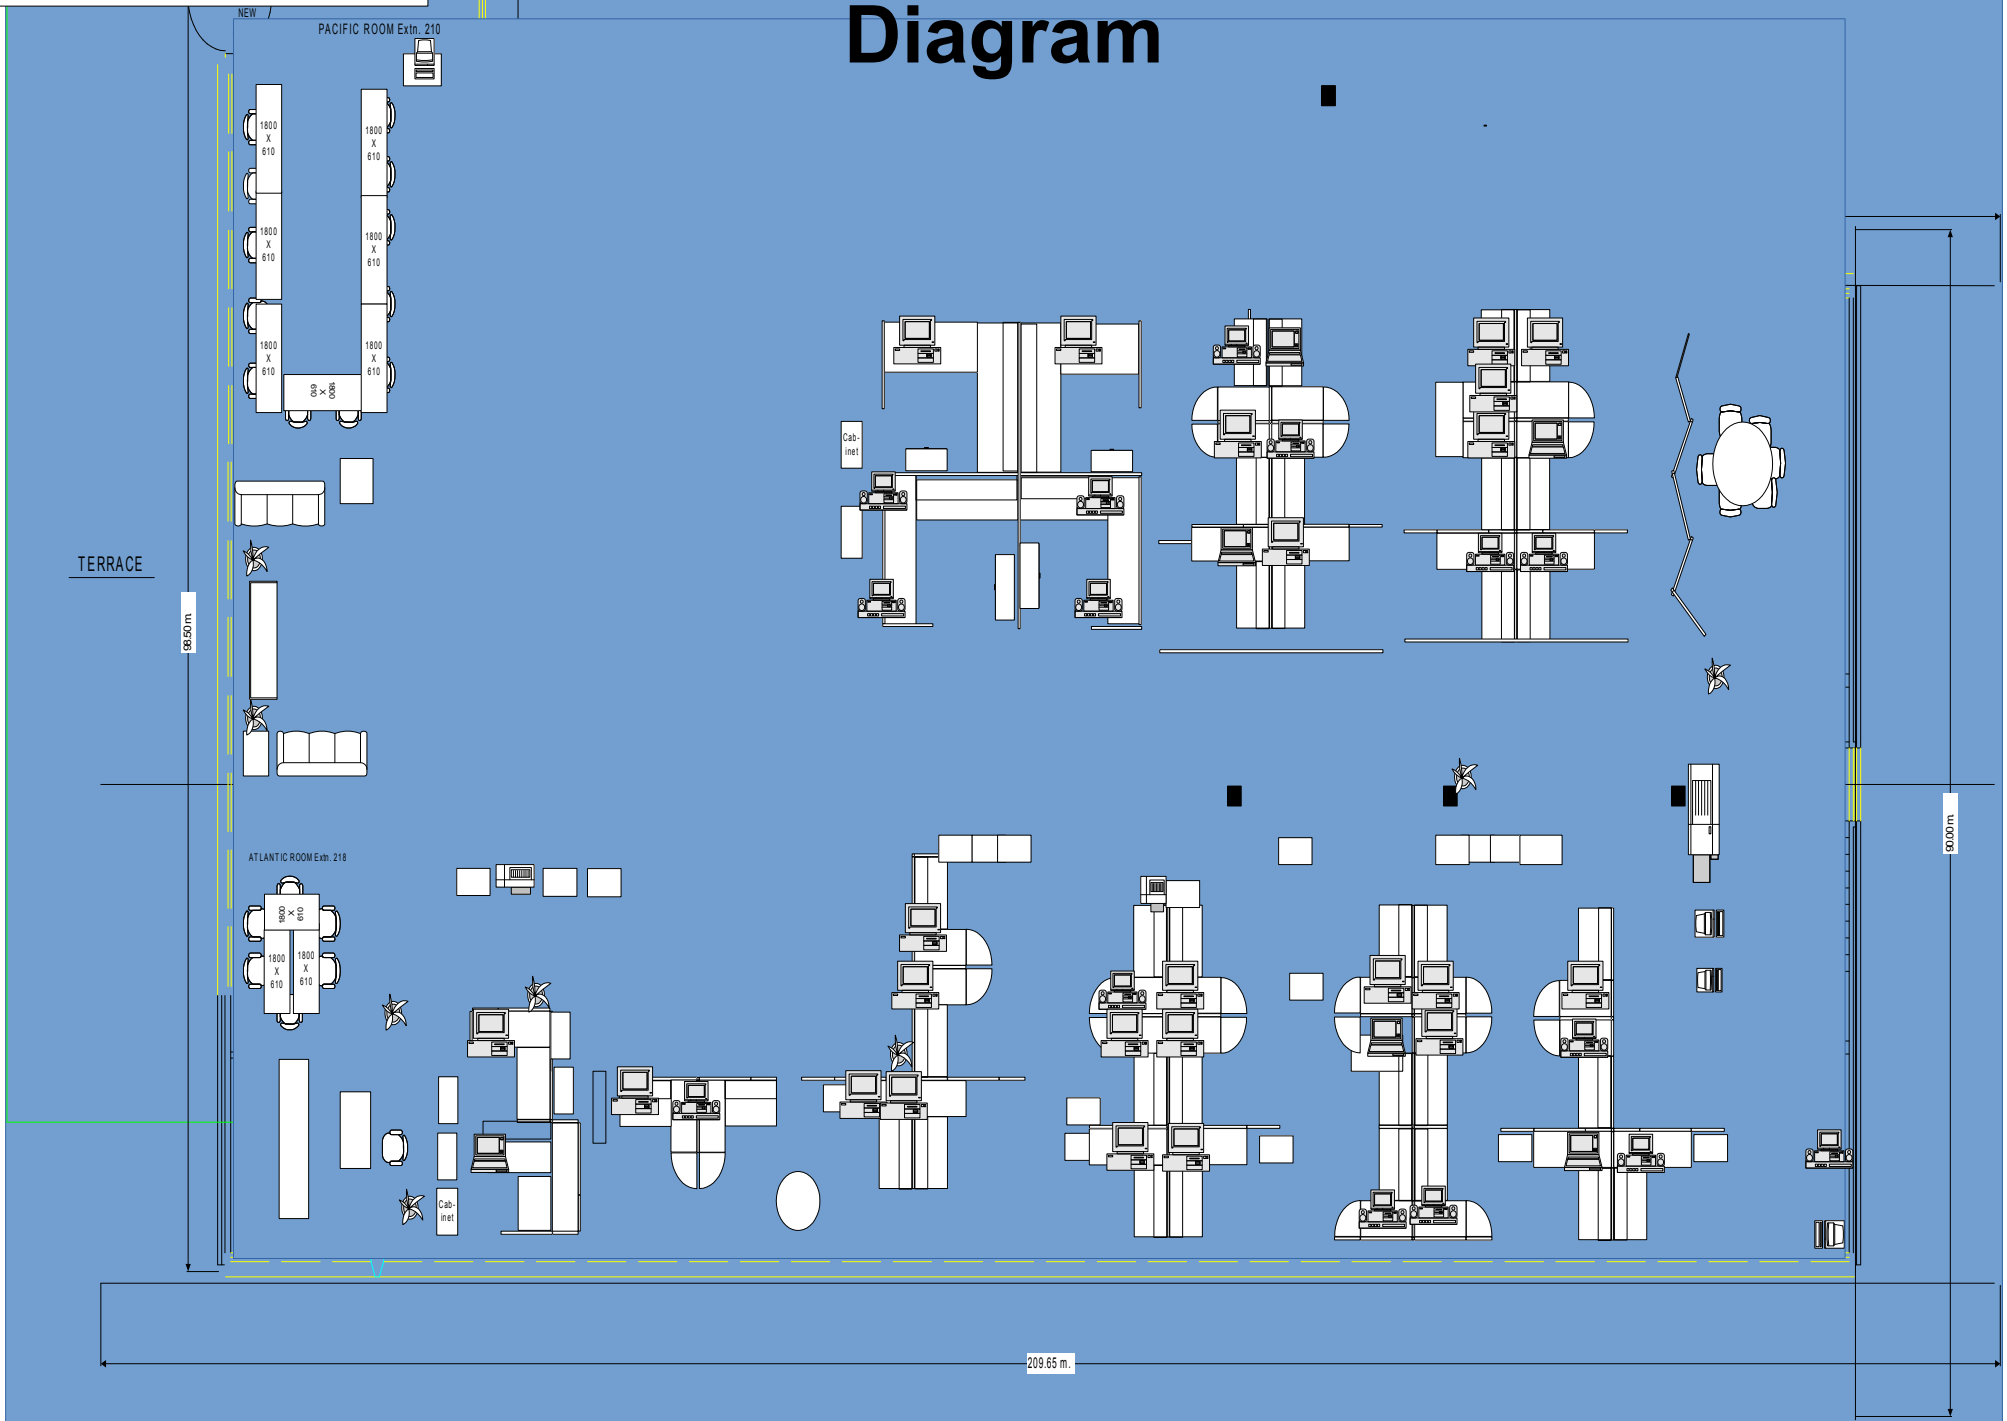 Diagram
NEW
PACIFIC ROOM Extn. 210
1800
X
610
1800
X
610
1800
X
610
1800
X
610
1800
X
610
1800
X
610
1800
X
610
Cab-
inet
TERRACE
98.50 m.
90.00 m.
ATLANTIC ROOM Extn. 218
1800
X
610
1800
X
610
1800
X
610
Cab-
inet
209.65 m.